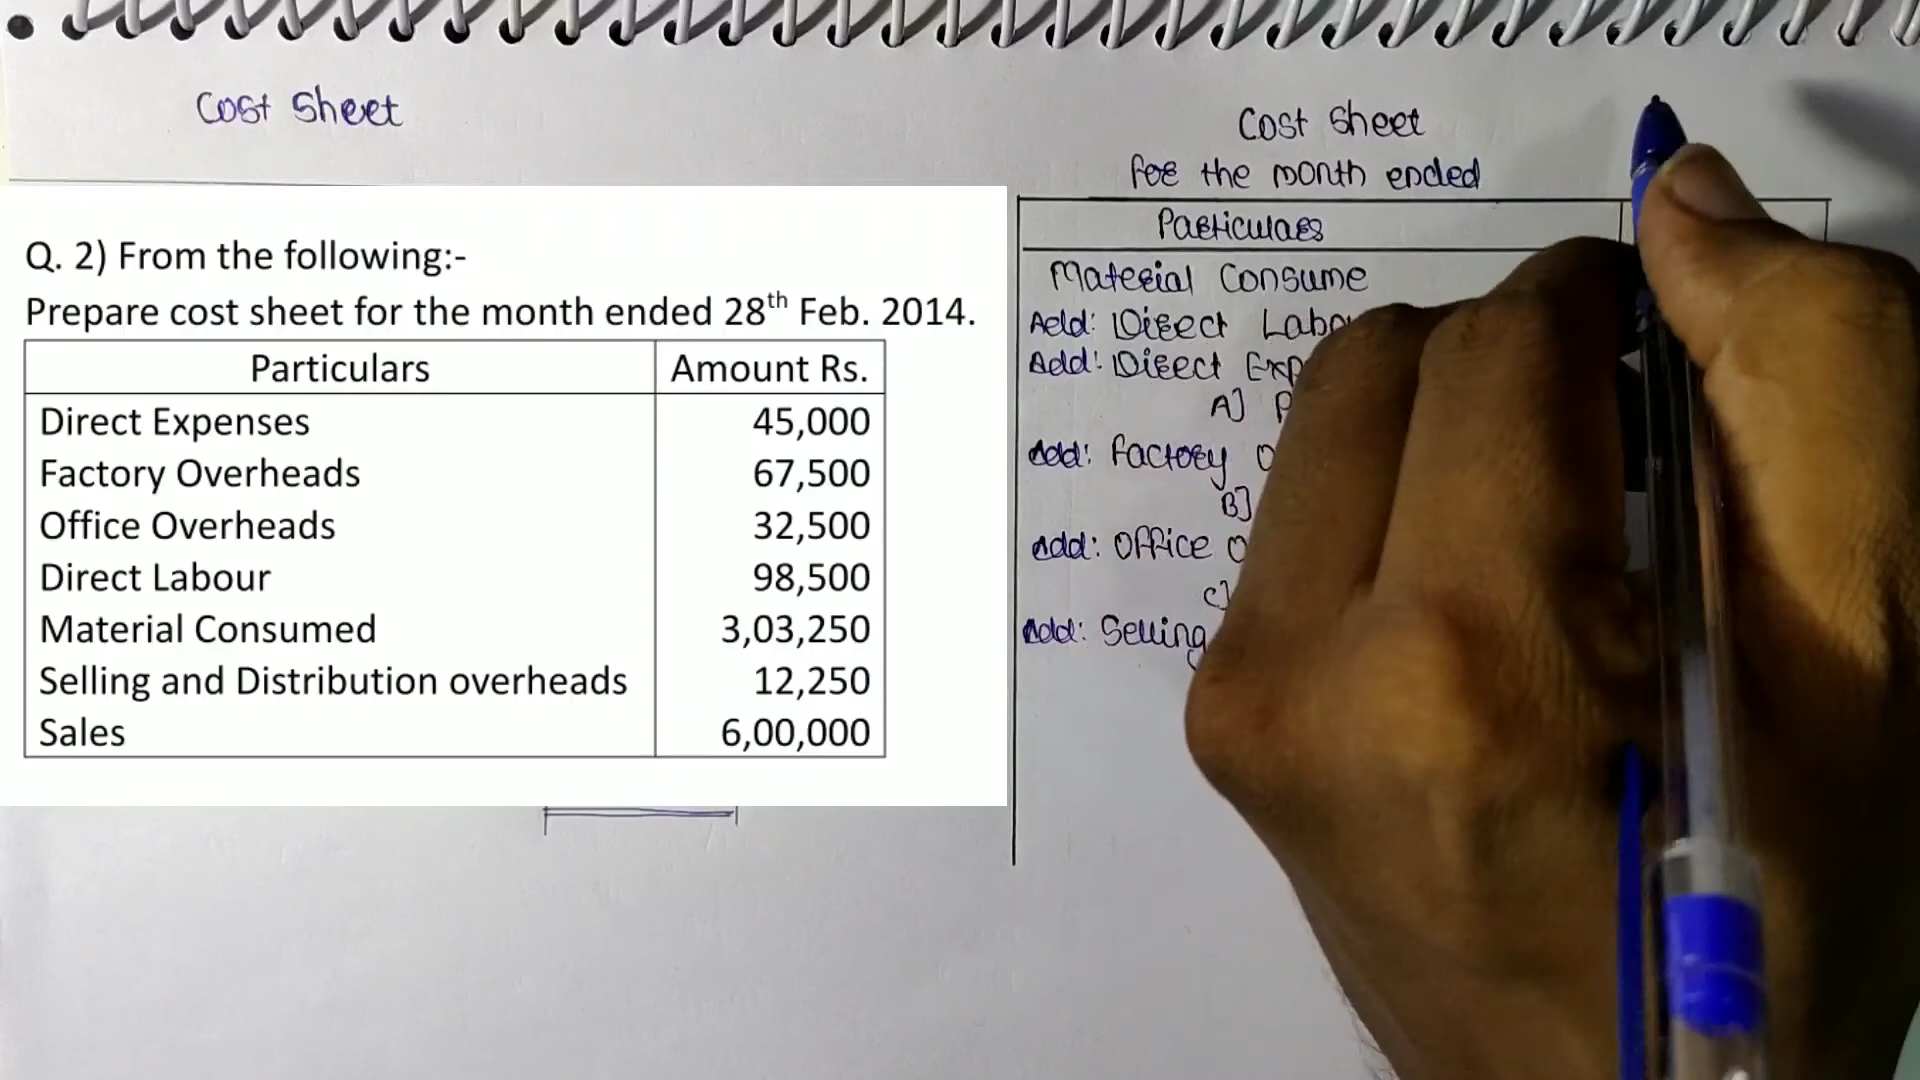 Cost Sheet
Q. 2) From the following:-
Prepare cost sheet for the month ended 28th Feb. 2014.
Particulars Amount Rs.
Direct Expenses 45,000
Factory Overheads 67,500
Office Overheads 32,500
Direct Labour 98,500
Material Consumed 3,03,250
Selling and Distribution overheads 12,250
Sales 6,00,000
Cost Sheet
for the month ended
Particulars
Material Consume
Add: Direct
Add: Direct
A]
Add: Factory
B]
Add: Office
C]
Add: Selling